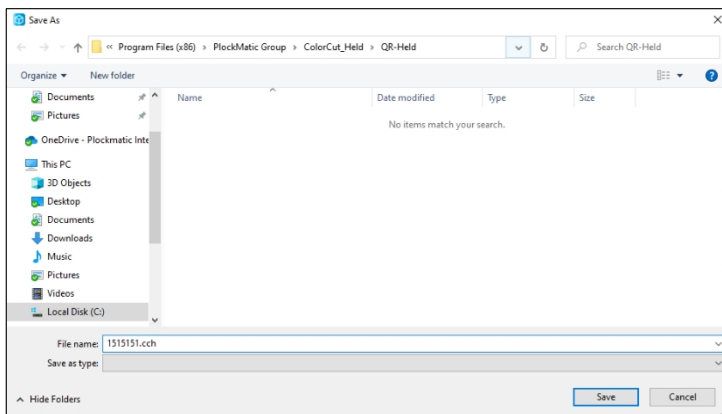 Save As
« Program Files (x86) > PlockMatic Group > ColorCut_Held > QR-Held
Search QR-Held
Organize
New folder
Name
Date modified
Type
Size
No items match your search.
Documents
Pictures
OneDrive - Plockmatic Inte
This PC
3D Objects
Desktop
Documents
Downloads
Music
Pictures
Videos
Local Disk (C:)
File name: 1515151.cch
Save as type:
Hide Folders
Save
Cancel